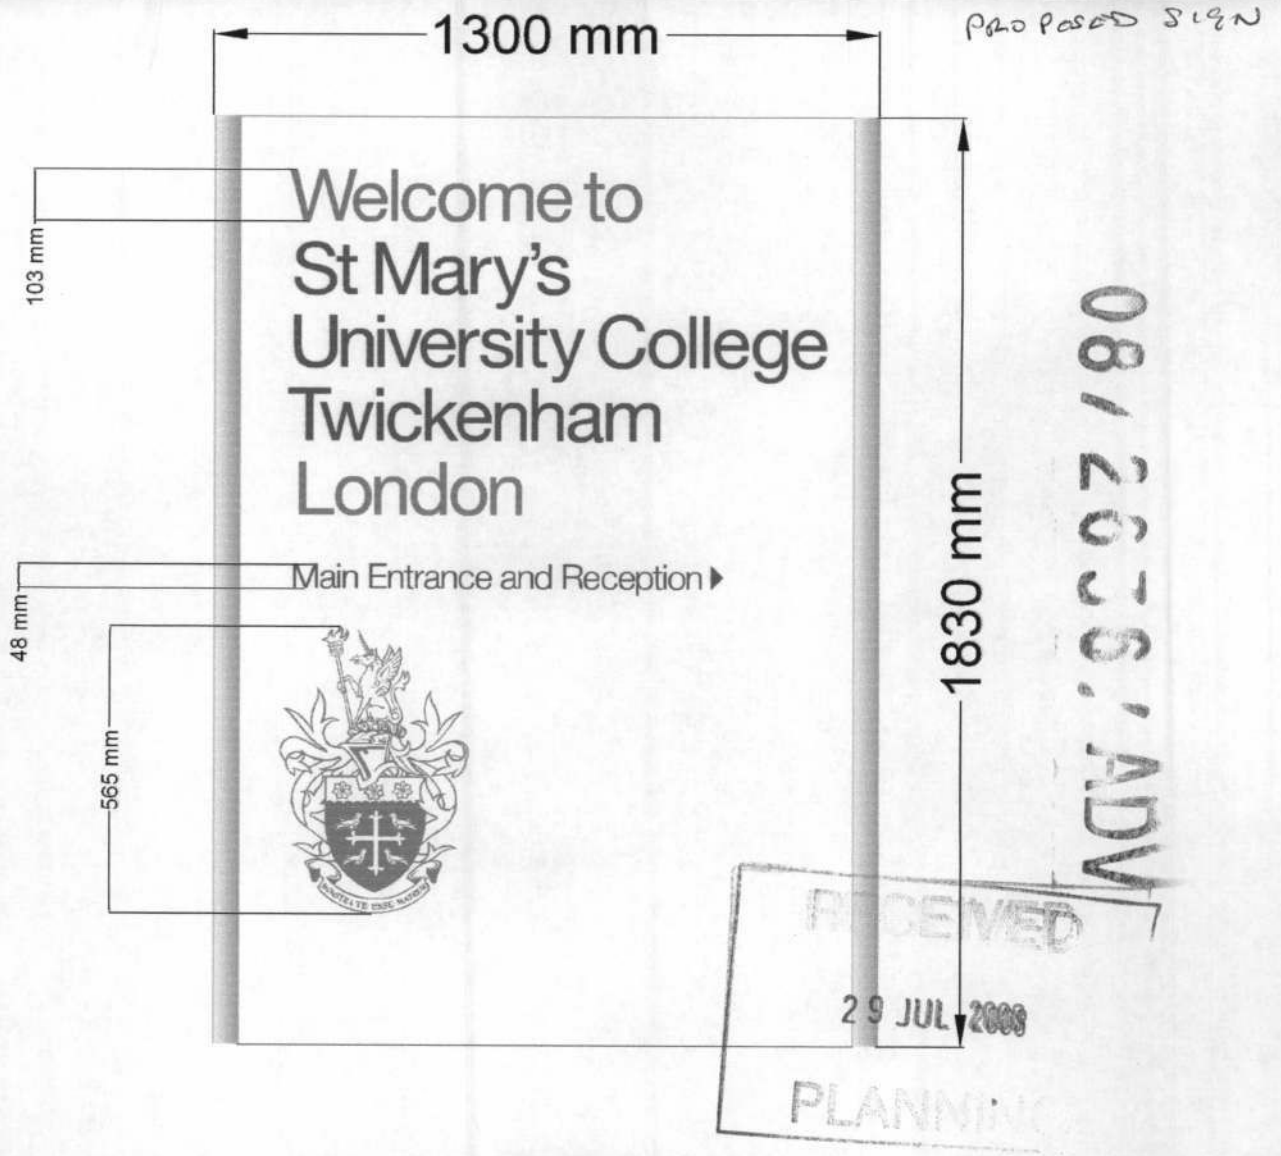 PROPOSED SIGN
1300 mm
Welcome to
St Mary's
University College
Twickenham
London
Main Entrance and Reception
103 mm
48 mm
565 mm
1830 mm
08/2636/ADV
RECEIVED
29 JUL 2008
PLANNING